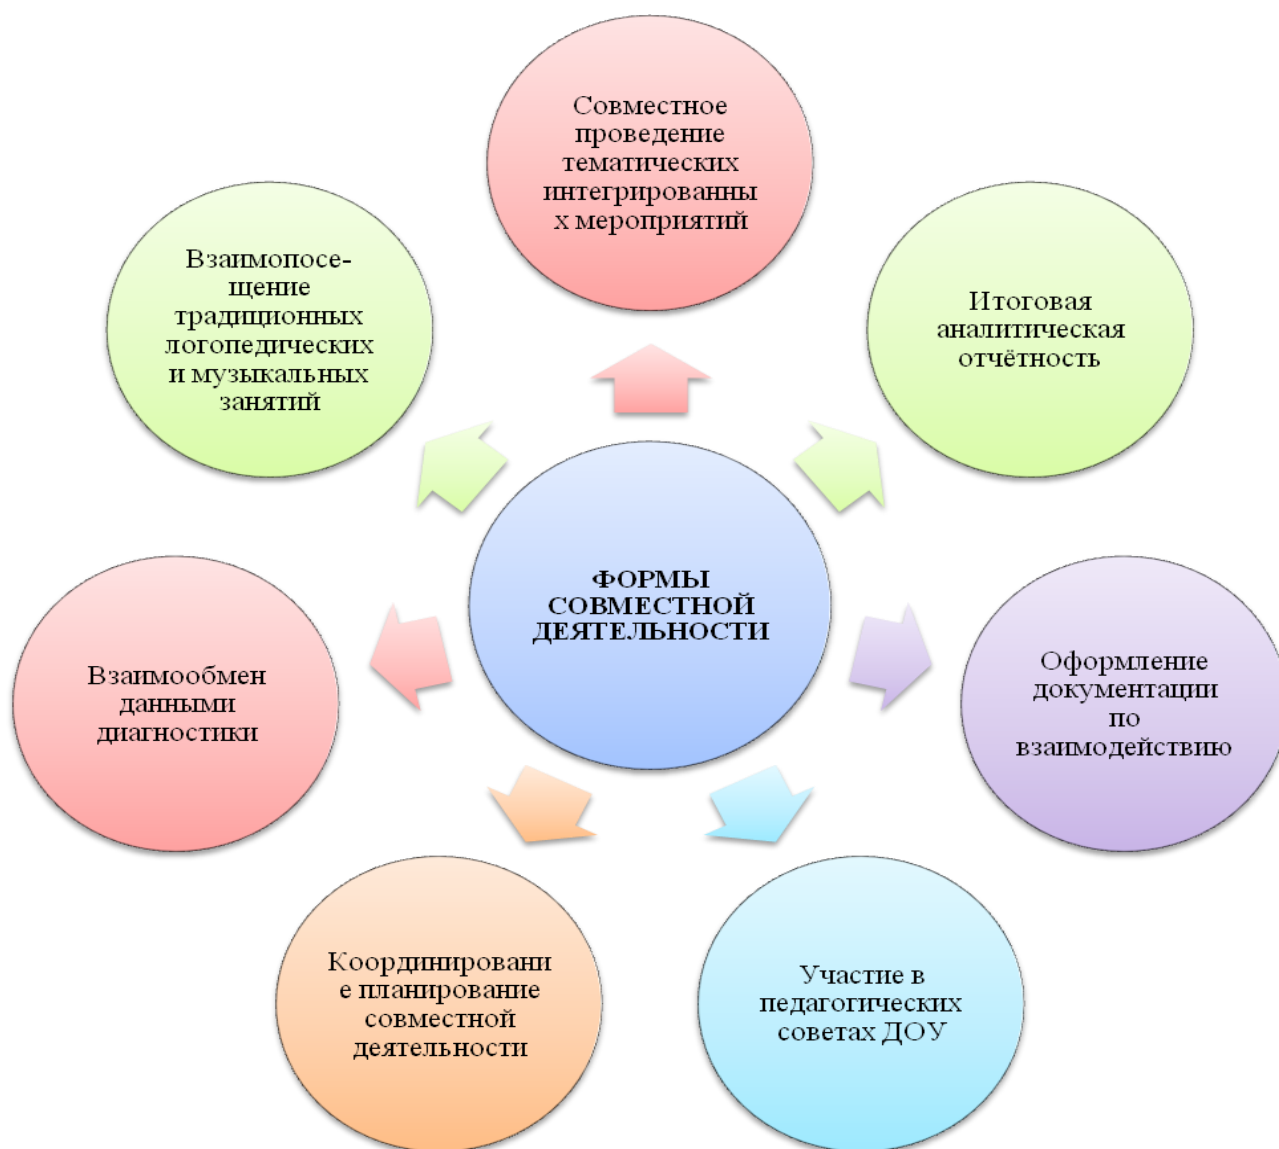 Совместное
проведение
тематических
интегрированны
х мероприятий
Взаимопосе-
щение
традиционных
логопедических
и музыкальных
занятий
Итоговая
аналитическая
отчётность
ФОРМЫ
СОВМЕСТНОЙ
ДЕЯТЕЛЬНОСТИ
Взаимообмен
данными
диагностики
Оформление
документации
по
взаимодействию
Координировани
е планирование
совместной
деятельности
Участие в
педагогических
советах ДОУ